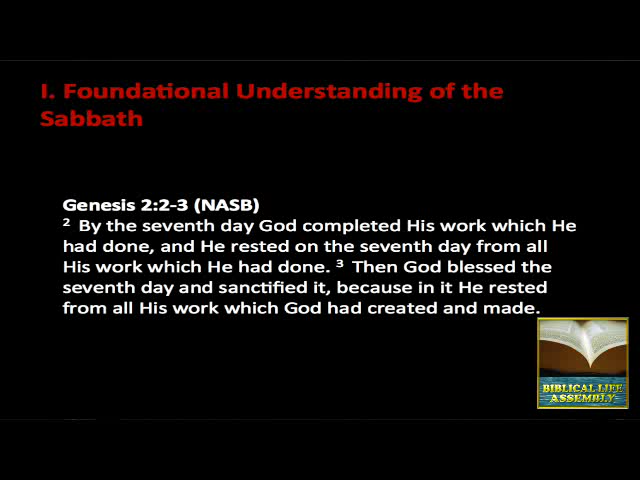 I. Foundational Understanding of the
Sabbath
Genesis 2:2-3 (NASB)
2 By the seventh day God completed His work which He
had done, and He rested on the seventh day from all
His work which He had done. 3 Then God blessed the
seventh day and sanctified it, because in it He rested
from all His work which God had created and made.
BIBLICAL LIFE
ASSEMBLY